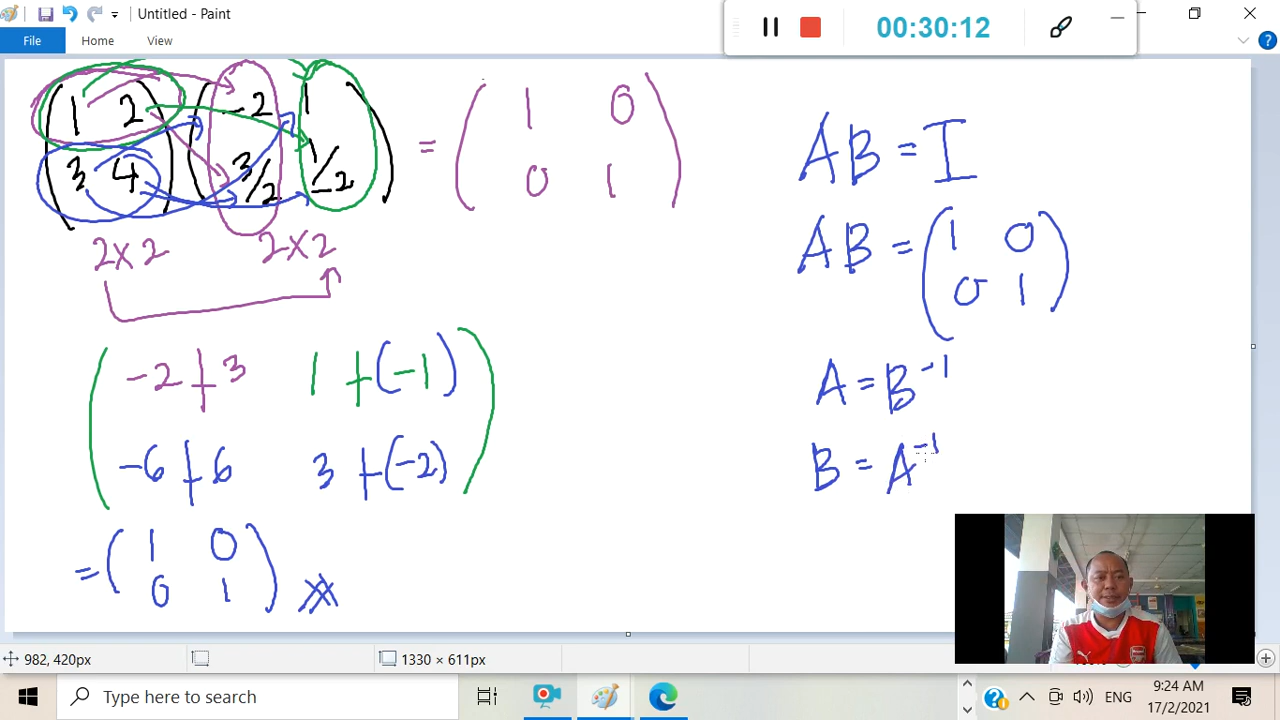 Untitled - Paint
00:30:12
File Home View
( 1 2 ) ( -2 1 ) = ( 1 0 )
( 3 4 ) ( 3/2 1/-2 ) ( 0 1 )
2x2 2x2
( -2+3 1+(-1) )
( -6+6 3+(-2) )
= ( 1 0 )
( 0 1 )
AB = I
AB = ( 1 0 )
( 0 1 )
A = B⁻¹
B = A⁻¹
982, 420px
1330 × 611px
Type here to search
ENG
9:24 AM
17/2/2021